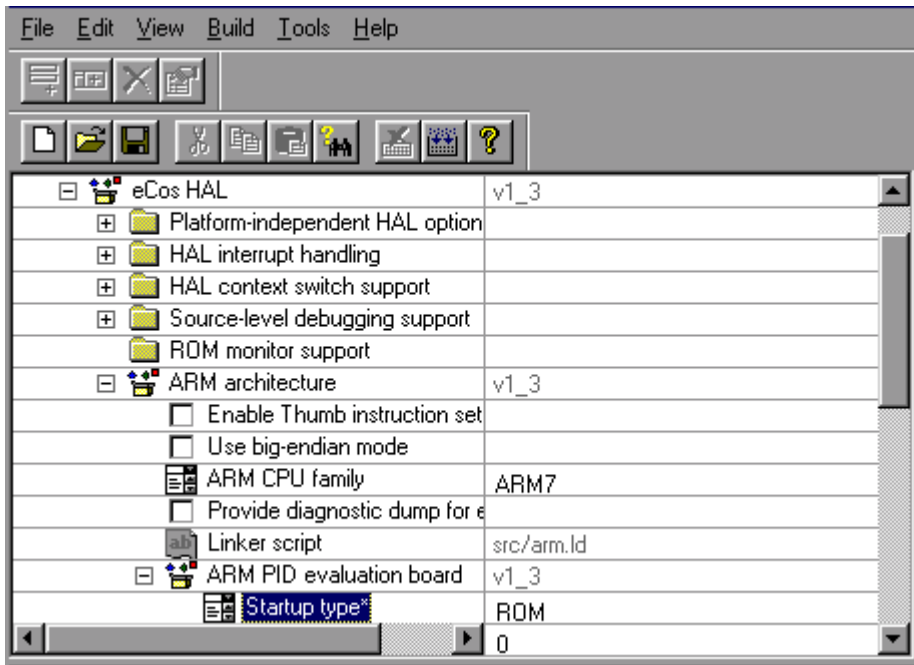 File Edit View Build Tools Help
eCos HAL v1_3
Platform-independent HAL option
HAL interrupt handling
HAL context switch support
Source-level debugging support
ROM monitor support
ARM architecture v1_3
Enable Thumb instruction set
Use big-endian mode
ARM CPU family ARM7
Provide diagnostic dump for e
ab Linker script src/arm.ld
ARM PID evaluation board v1_3
Startup type* ROM
0